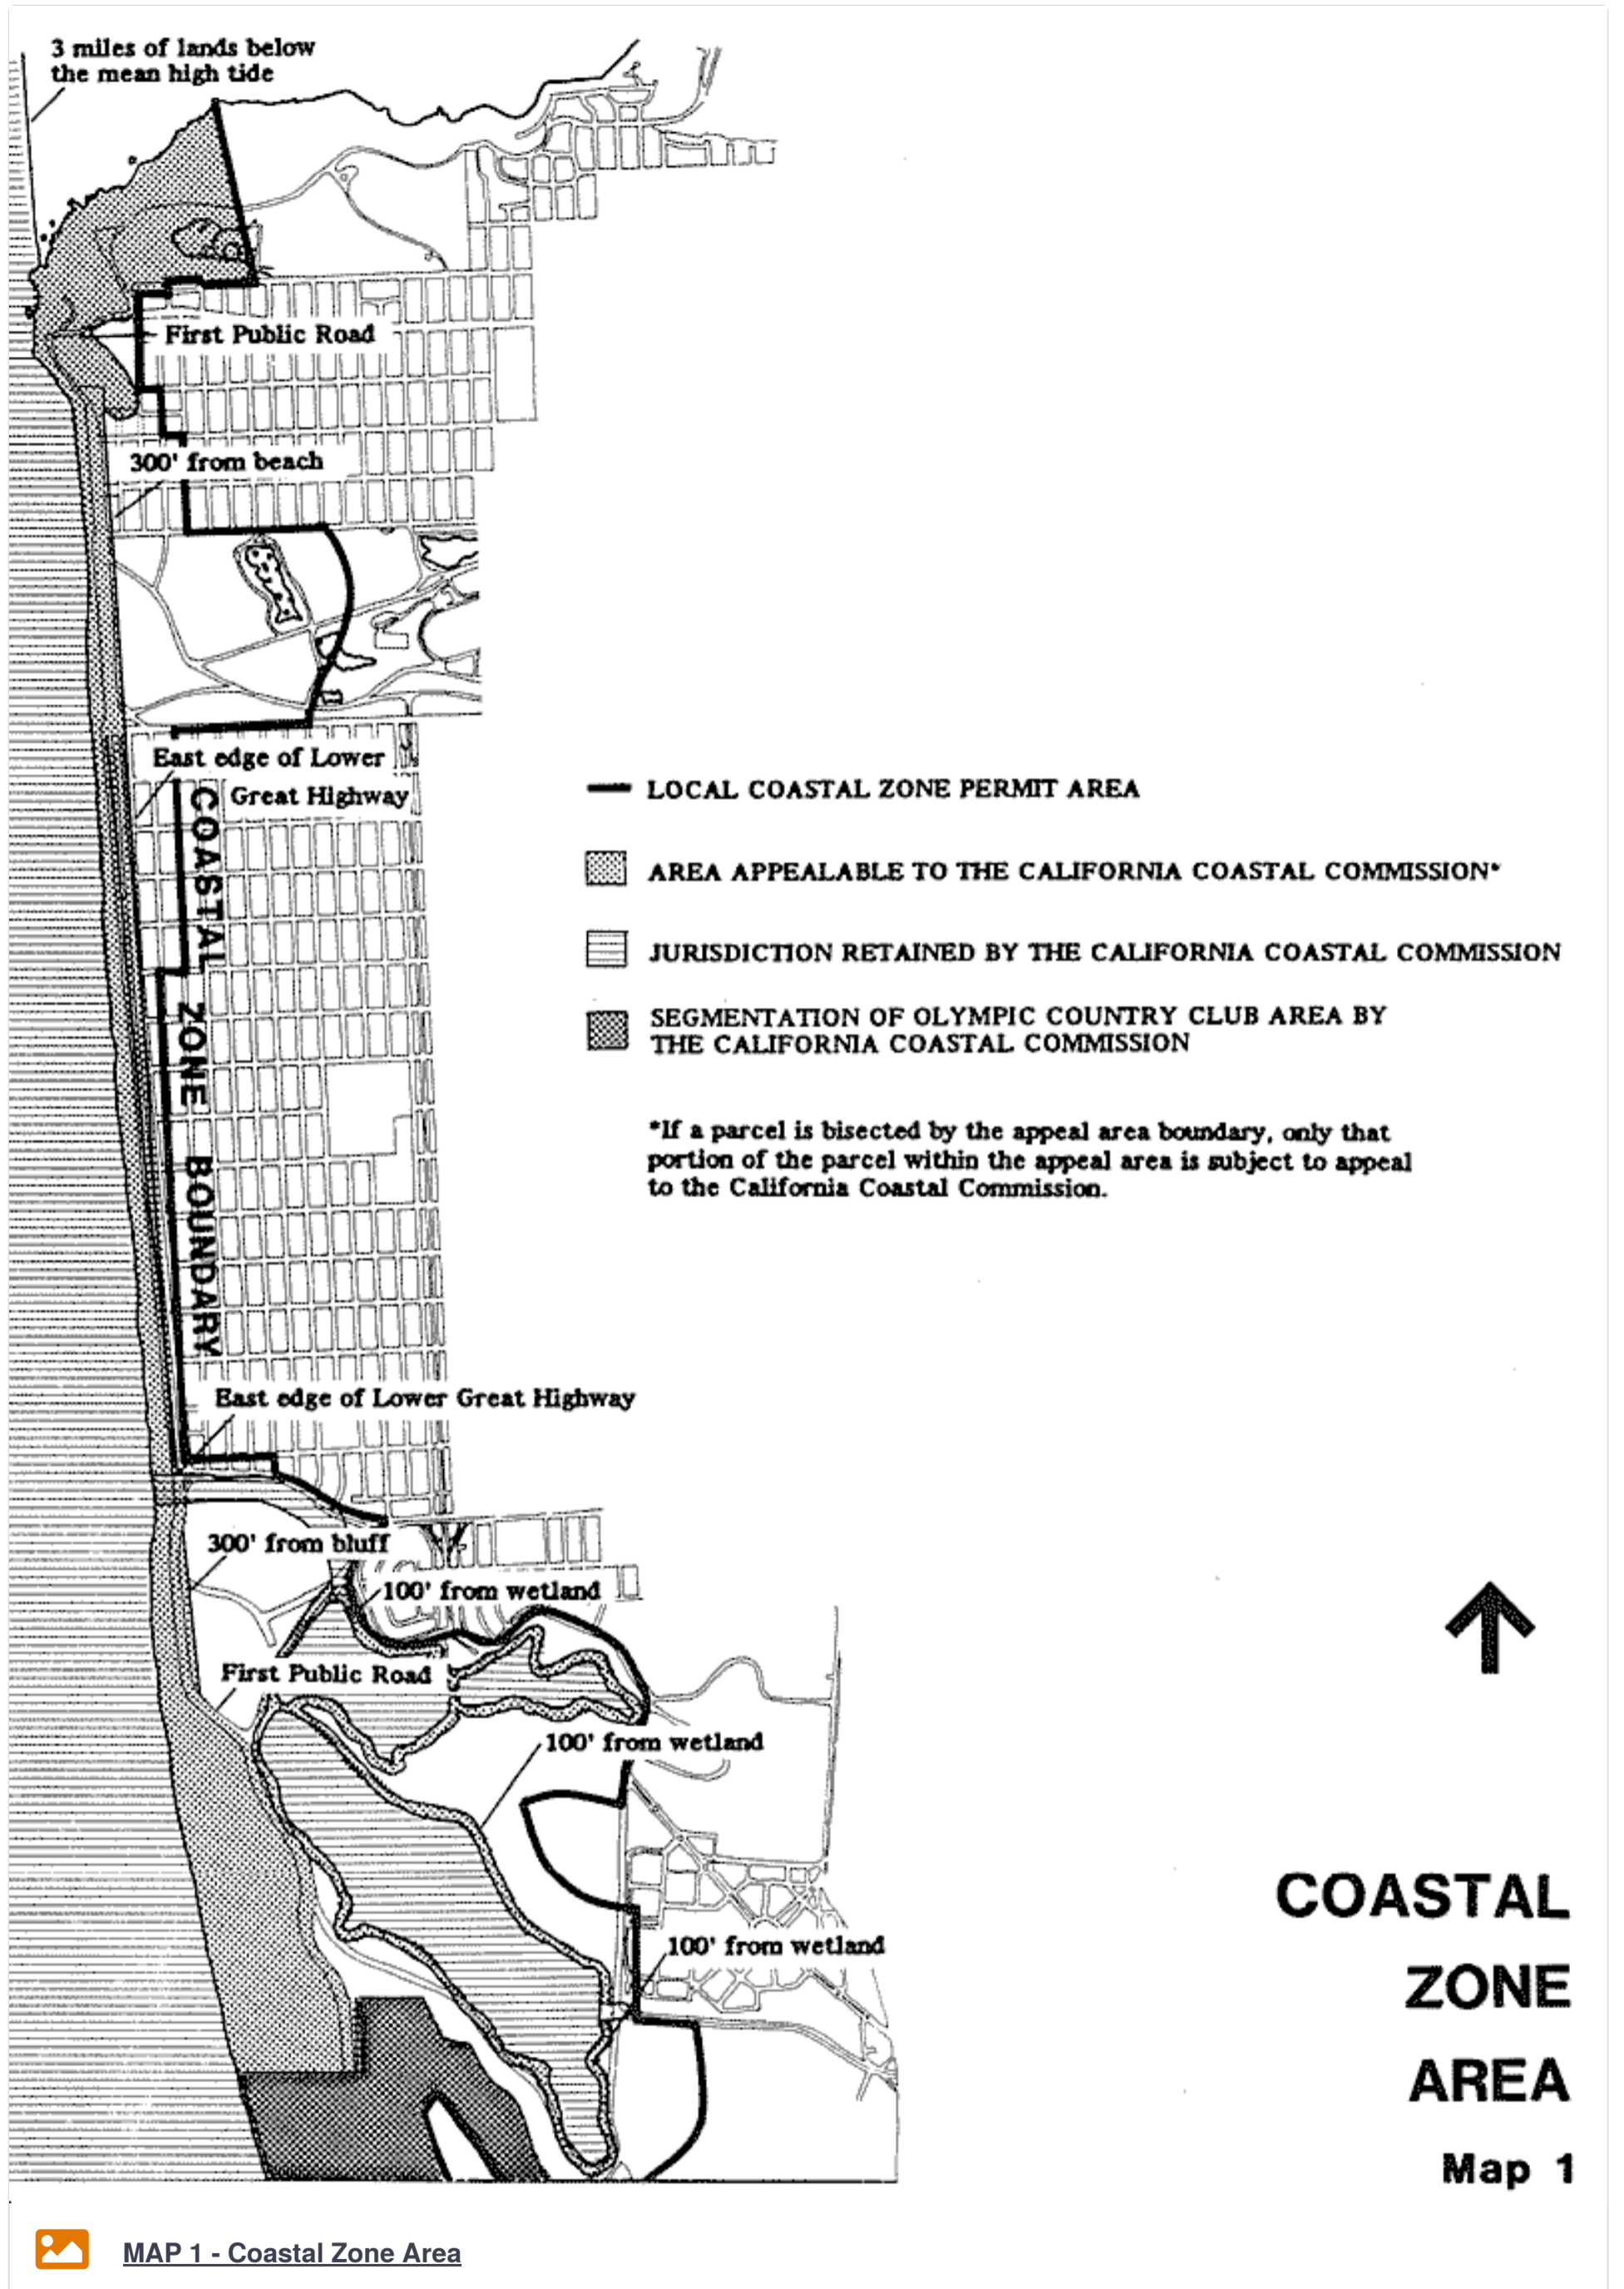 3 miles of lands below
the mean high tide
First Public Road
300' from beach
East edge of Lower
Great Highway
COASTAL ZONE BOUNDARY
LOCAL COASTAL ZONE PERMIT AREA
AREA APPEALABLE TO THE CALIFORNIA COASTAL COMMISSION*
JURISDICTION RETAINED BY THE CALIFORNIA COASTAL COMMISSION
SEGMENTATION OF OLYMPIC COUNTRY CLUB AREA BY
THE CALIFORNIA COASTAL COMMISSION
*If a parcel is bisected by the appeal area boundary, only that
portion of the parcel within the appeal area is subject to appeal
to the California Coastal Commission.
East edge of Lower Great Highway
300' from bluff
100' from wetland
First Public Road
100' from wetland
100' from wetland
COASTAL
ZONE
AREA
Map 1
MAP 1 - Coastal Zone Area